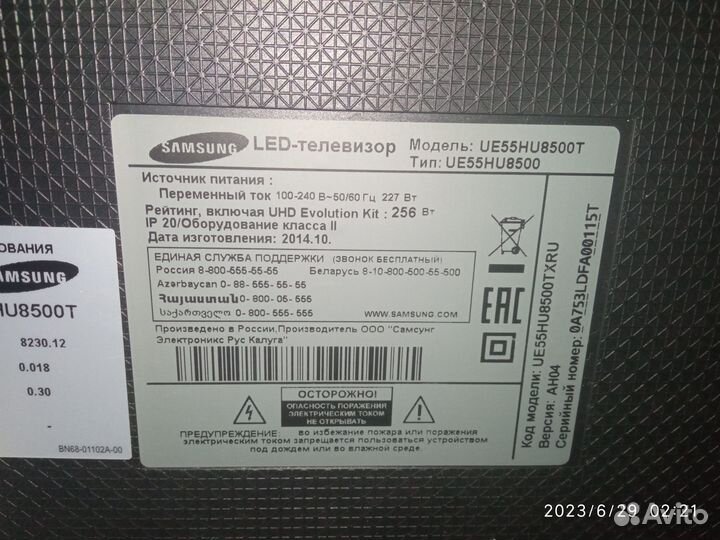 SAMSUNG LED-телевизор Модель: UE55HU8500T
Тип: UE55HU8500
Источник питания :
Переменный ток 100-240 В~50/60 Гц 227 Вт
Рейтинг, включая UHD Evolution Kit : 256 Вт
IP 20/Оборудование класса II
Дата изготовления: 2014.10.
ЕДИНАЯ СЛУЖБА ПОДДЕРЖКИ (ЗВОНОК БЕСПЛАТНЫЙ)
Россия 8-800-555-55-55 Беларусь 8-10-800-500-55-500
Azərbaycan 0-88-555-55-55
Հայաստան 0-800-05-555
საქართველო 0-800-555-555 WWW.SAMSUNG.COM
Произведено в России,Производитель ООО "Самсунг
Электроникс Рус Калуга"
EAC
ОСТОРОЖНО!
ОПАСНОСТЬ ПОРАЖЕНИЯ
ЭЛЕКТРИЧЕСКИМ ТОКОМ
НЕ ОТКРЫВАТЬ
ПРЕДУПРЕЖДЕНИЕ: во избежание пожара или поражения
электрическим током запрещается пользоваться устройством
под дождем или во влажной среде.
Код модели: UE55HU8500TXRU
Версия: AH04
Серийный номер: 0A753LDFA00115T
ОВАНИЯ
AMSUNG
HU8500T
8230.12
0.018
0.30
-
BN68-01102A-00
2023/6/29 02:21
Avito